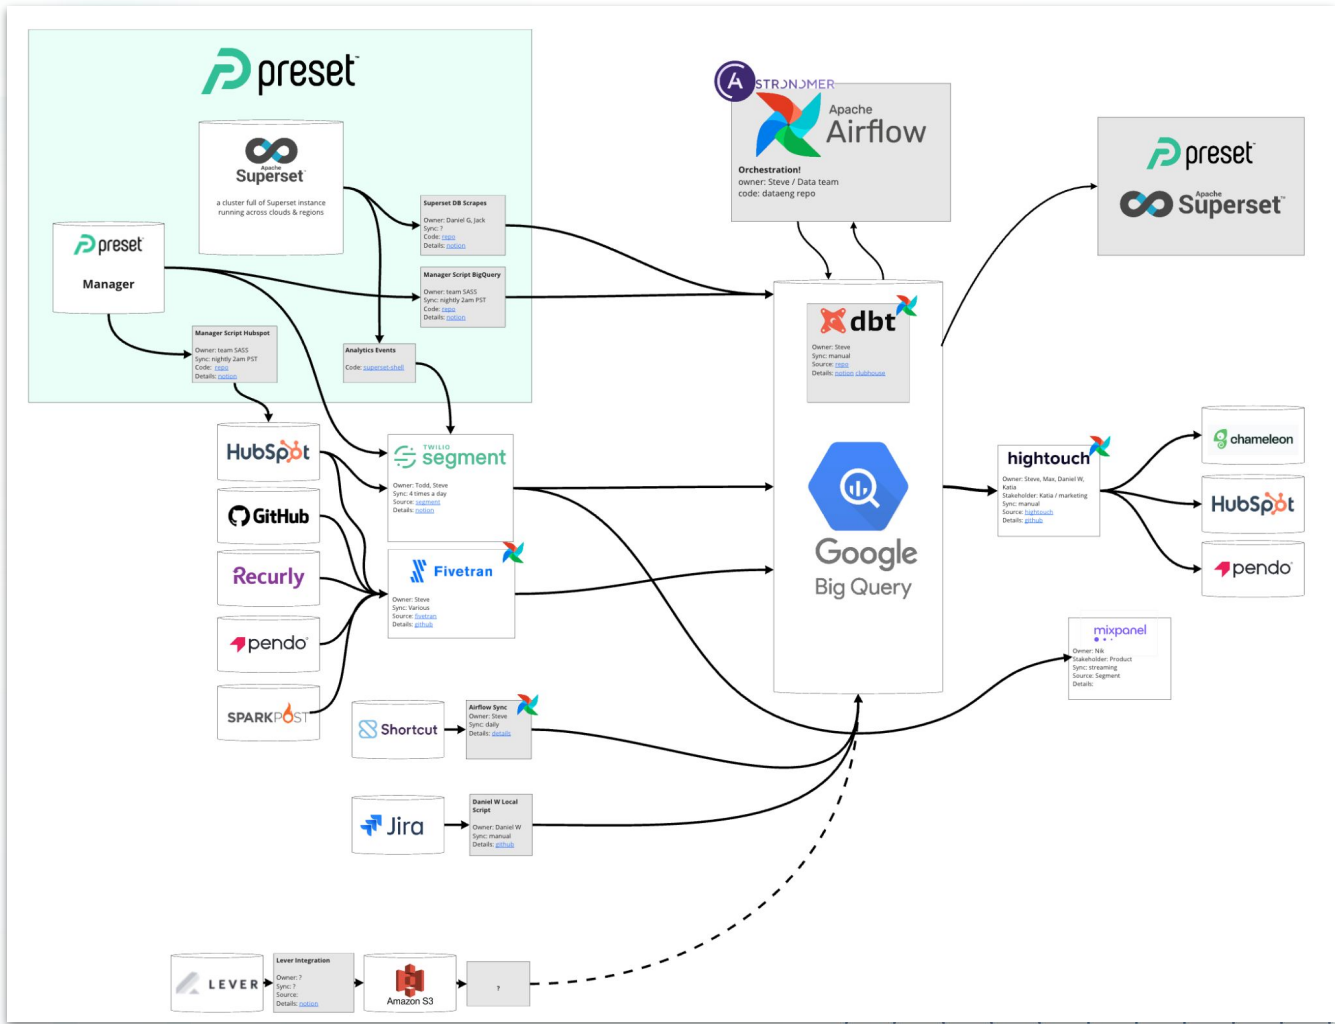 preset™
Apache
Superset™
a cluster full of Superset instance
running across clouds & regions
preset
Manager
Superset DB Scrapes
Owner: Daniel G, Jack
Sync: ?
Code: repo
Details: notion
Manager Script BigQuery
Owner: team SASS
Sync: nightly 2am PST
Code: repo
Details: notion
Manager Script Hubspot
Owner: team SASS
Sync: nightly 2am PST
Code: repo
Details: notion
Analytics Events
Code: superset-shell
ASTRONOMER
Apache
Airflow
Orchestration!
owner: Steve / Data team
code: dataeng repo
preset™
Apache
Superset™
dbt
Owner: Steve
Sync: manual
Source: repo
Details: notion clubhouse
Google
Big Query
HubSpot
GitHub
Recurly
pendo
SPARKPOST
TWILIO
segment
Owner: Todd, Steve
Sync: 4 times a day
Source: segment
Details: notion
Fivetran
Owner: Steve
Sync: Various
Source: fivetran
Details: github
hightouch
Owner: Steve, Max, Daniel W,
Katia
Stakeholder: Katia / marketing
Sync: manual
Source: hightouch
Details: github
chameleon
HubSpot
pendo
mixpanel
Owner: Nik
Stakeholder: Product
Sync: streaming
Source: Segment
Details:
Shortcut
Airflow Sync
Owner: Steve
Sync: daily
Details: details
Jira
Daniel W Local
Script
Owner: Daniel W
Sync: manual
Details: github
LEVER
Lever Integration
Owner: ?
Sync: ?
Source:
Details: notion
Amazon S3
?